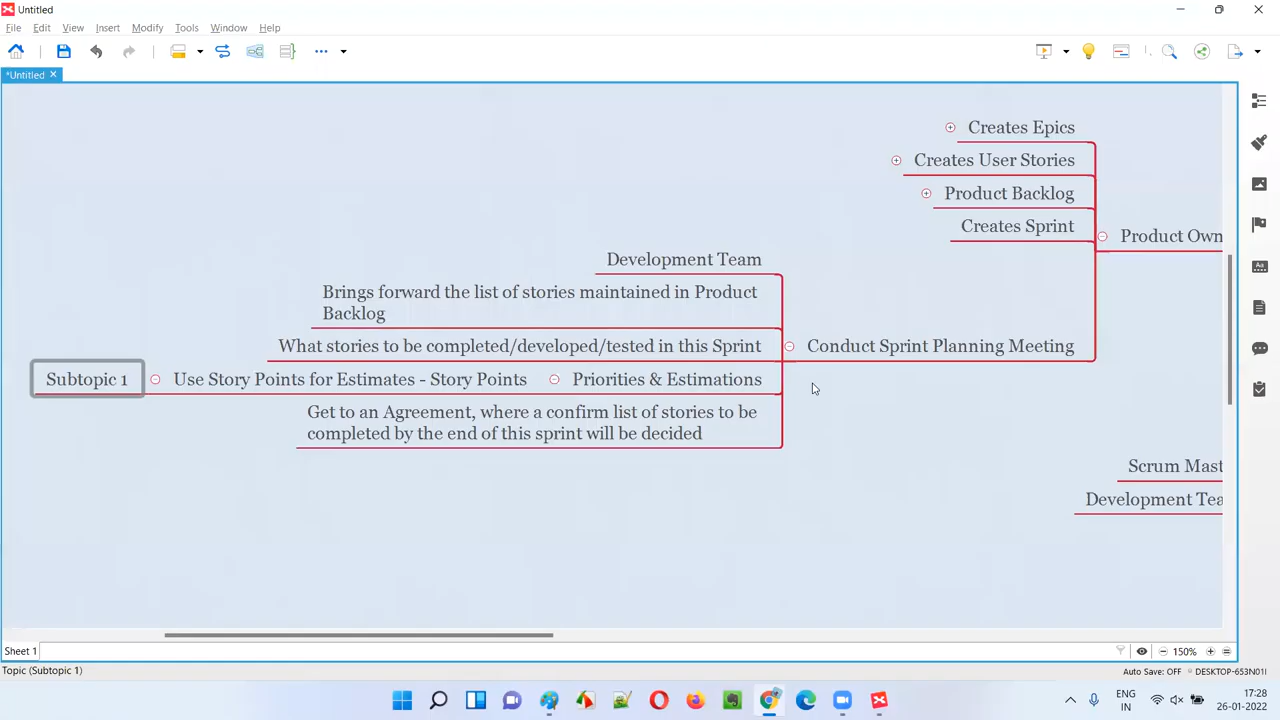 Untitled
File Edit View Insert Modify Tools Window Help
*Untitled
Creates Epics
Creates User Stories
Product Backlog
Creates Sprint
Product Own
Development Team
Brings forward the list of stories maintained in Product
Backlog
What stories to be completed/developed/tested in this Sprint
Conduct Sprint Planning Meeting
Subtopic 1
Use Story Points for Estimates - Story Points
Priorities & Estimations
Get to an Agreement, where a confirm list of stories to be
completed by the end of this sprint will be decided
Scrum Mast
Development Tea
Sheet 1
150%
Topic (Subtopic 1)
Auto Save: OFF
DESKTOP-653N01I
ENG
IN
17:28
26-01-2022